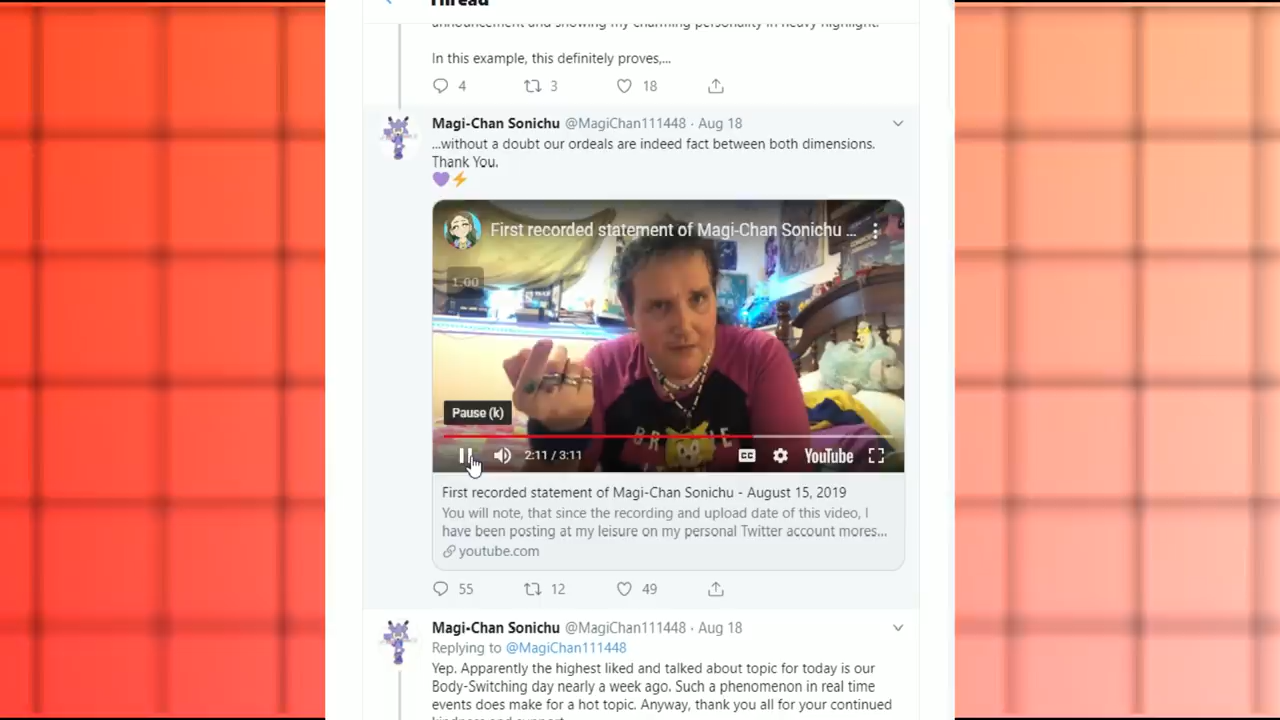 Thread
announcement and showing my charming personality in heavy highlight.
In this example, this definitely proves,...
4 3 18
Magi-Chan Sonichu @MagiChan111448 · Aug 18
...without a doubt our ordeals are indeed fact between both dimensions.
Thank You.
First recorded statement of Magi-Chan Sonichu ...
1.00
Pause (k)
2:11 / 3:11 CC YouTube
First recorded statement of Magi-Chan Sonichu - August 15, 2019
You will note, that since the recording and upload date of this video, I
have been posting at my leisure on my personal Twitter account mores...
youtube.com
55 12 49
Magi-Chan Sonichu @MagiChan111448 · Aug 18
Replying to @MagiChan111448
Yep. Apparently the highest liked and talked about topic for today is our
Body-Switching day nearly a week ago. Such a phenomenon in real time
events does make for a hot topic. Anyway, thank you all for your continued
kindness and support